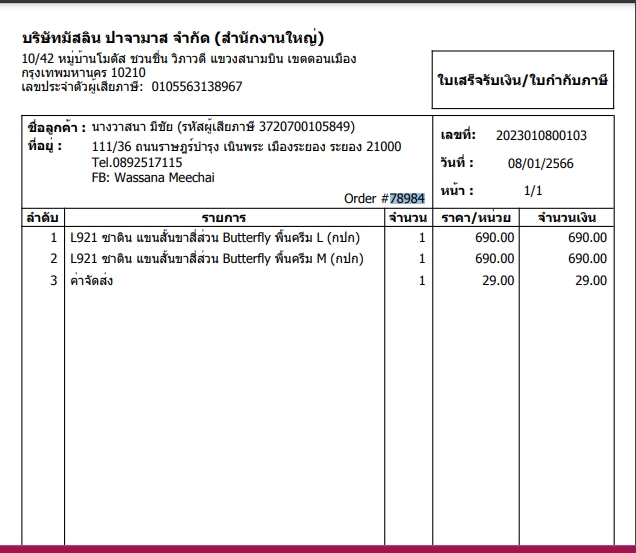 บริษัทมัสลิน ปาจามาส จำกัด (สำนักงานใหญ่)
10/42 หมู่บ้านโมดัส ชวนชื่น วิภาวดี แขวงสนามบิน เขตดอนเมือง
กรุงเทพมหานคร 10210
เลขประจำตัวผู้เสียภาษี: 0105563138967
ใบเสร็จรับเงิน/ใบกำกับภาษี
ชื่อลูกค้า : นางวาสนา มีชัย (รหัสผู้เสียภาษี 3720700105849)
ที่อยู่ : 111/36 ถนนราษฎร์บำรุง เนินพระ เมืองระยอง ระยอง 21000
Tel.0892517115
FB: Wassana Meechai
Order #78984
เลขที่: 2023010800103
วันที่ : 08/01/2566
หน้า : 1/1
ลำดับ รายการ จำนวน ราคา/หน่วย จำนวนเงิน
1 L921 ซาติน แขนสั้นขาสี่ส่วน Butterfly พื้นครีม L (กปก) 1 690.00 690.00
2 L921 ซาติน แขนสั้นขาสี่ส่วน Butterfly พื้นครีม M (กปก) 1 690.00 690.00
3 ค่าจัดส่ง 1 29.00 29.00